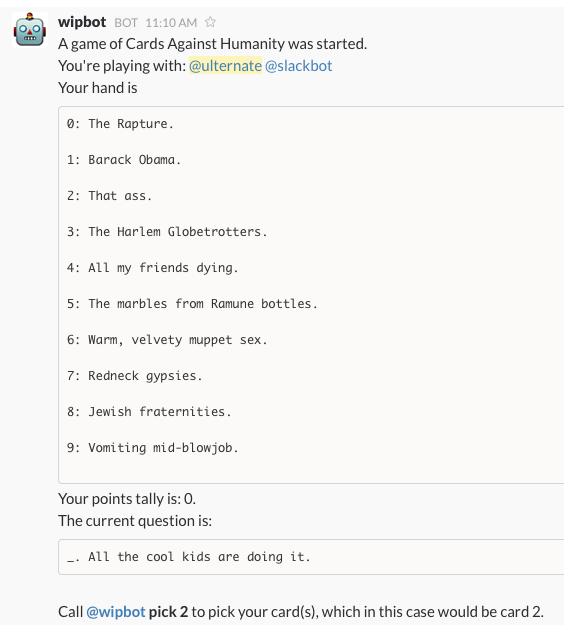 wipbot BOT 11:10 AM
A game of Cards Against Humanity was started.
You're playing with: @ulternate @slackbot
Your hand is
0: The Rapture.
1: Barack Obama.
2: That ass.
3: The Harlem Globetrotters.
4: All my friends dying.
5: The marbles from Ramune bottles.
6: Warm, velvety muppet sex.
7: Redneck gypsies.
8: Jewish fraternities.
9: Vomiting mid-blowjob.
Your points tally is: 0.
The current question is:
_. All the cool kids are doing it.
Call @wipbot pick 2 to pick your card(s), which in this case would be card 2.